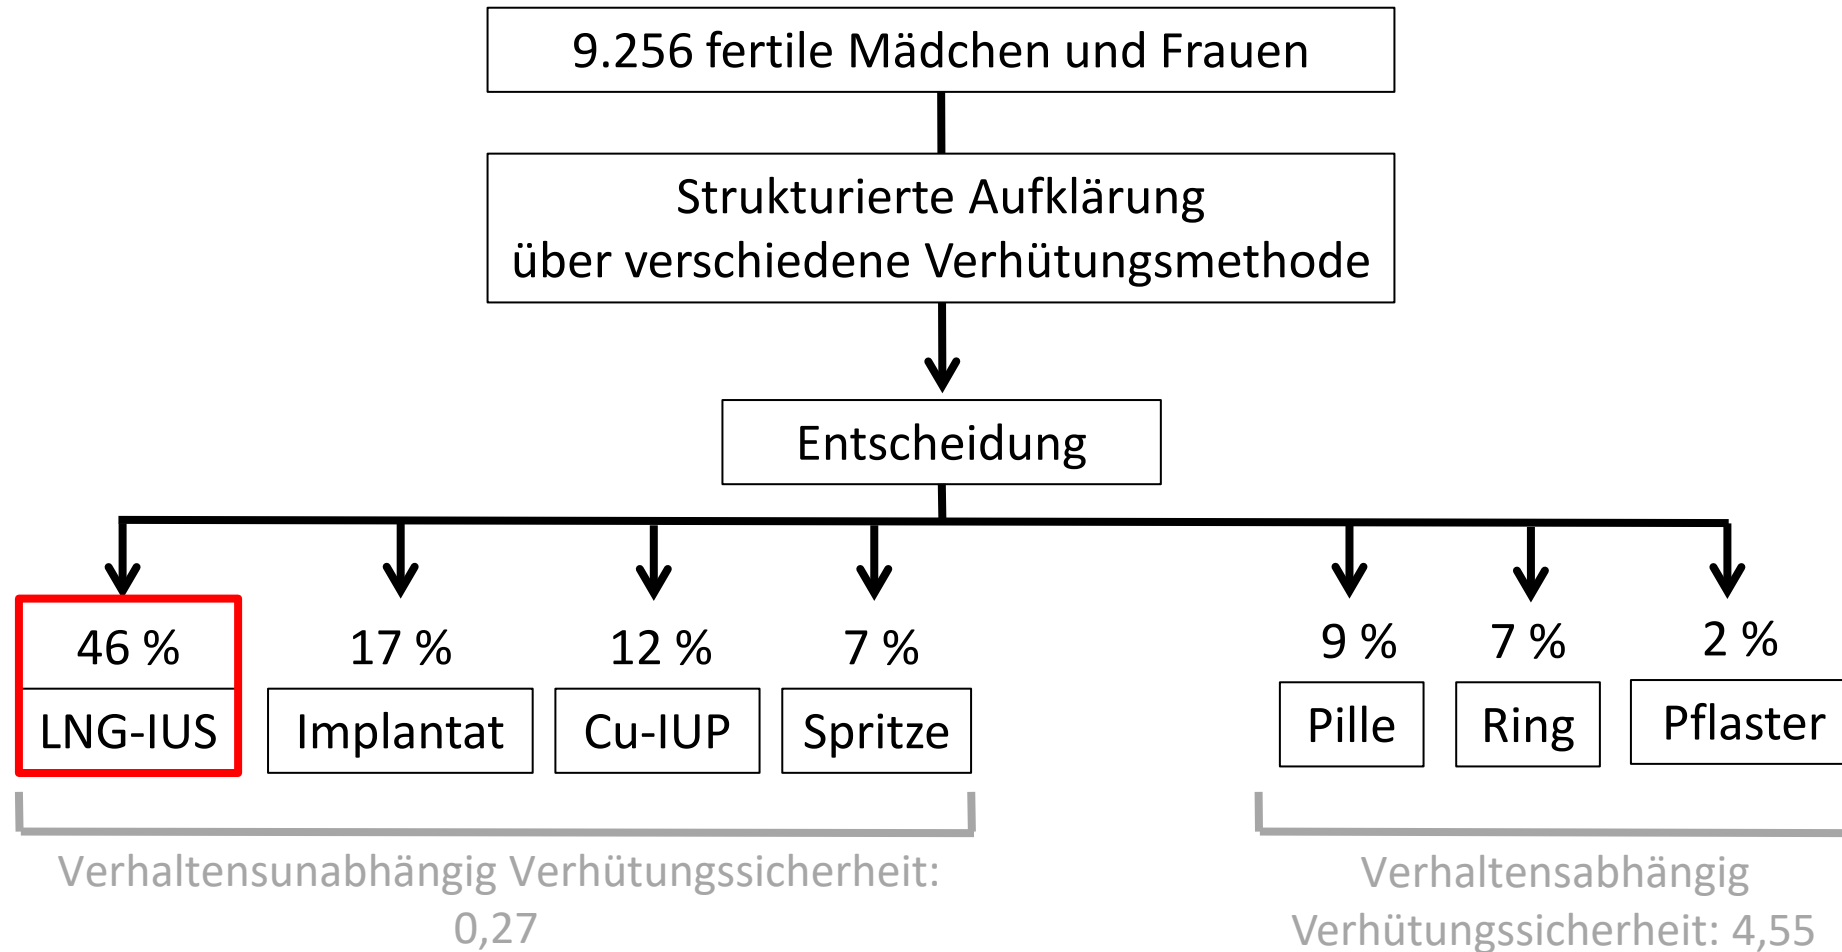 9.256 fertile Mädchen und Frauen
Strukturierte Aufklärung
über verschiedene Verhütungsmethode
Entscheidung
46 %
17 %
12 %
7 %
9 %
7 %
2 %
LNG-IUS
Implantat
Cu-IUP
Spritze
Pille
Ring
Pflaster
Verhaltensunabhängig Verhütungssicherheit:
0,27
Verhaltensabhängig
Verhütungssicherheit: 4,55